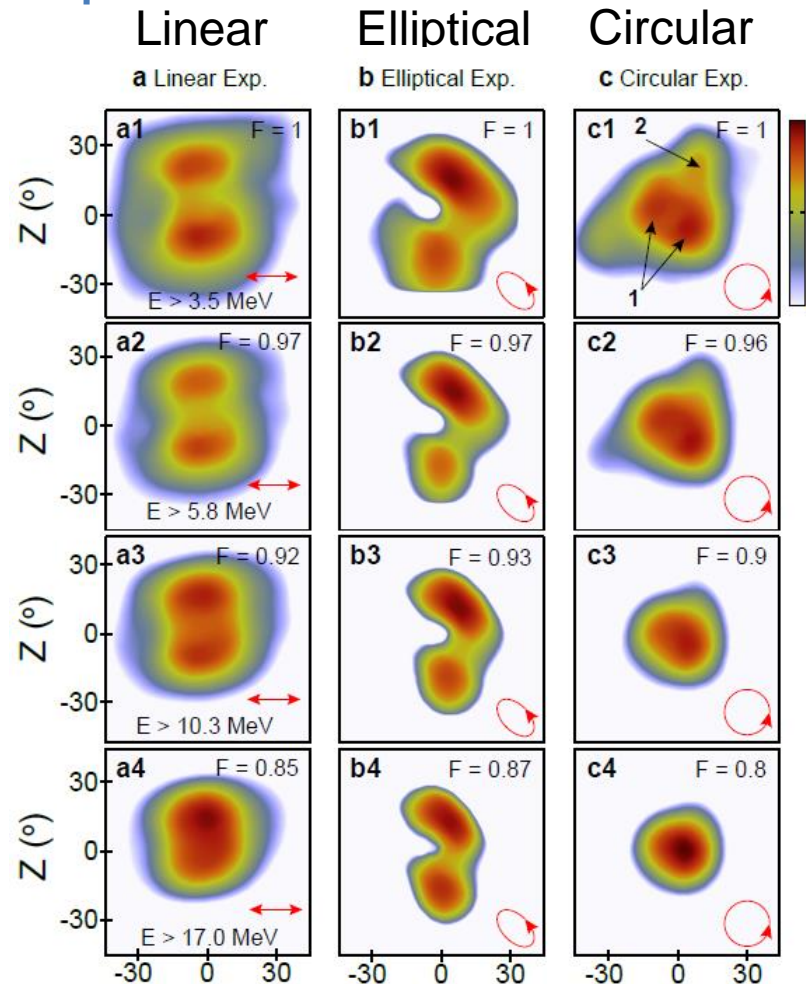 Linear Elliptical Circular
a Linear Exp. b Elliptical Exp. c Circular Exp.
a1 F = 1 b1 F = 1 c1 2 F = 1
30
Z (º) 0
-30
E > 3.5 MeV 1
a2 F = 0.97 b2 F = 0.97 c2 F = 0.96
30
Z (º) 0
-30
E > 5.8 MeV
a3 F = 0.92 b3 F = 0.93 c3 F = 0.9
30
Z (º) 0
-30
E > 10.3 MeV
a4 F = 0.85 b4 F = 0.87 c4 F = 0.8
30
Z (º) 0
-30
E > 17.0 MeV
-30 0 30 -30 0 30 -30 0 30